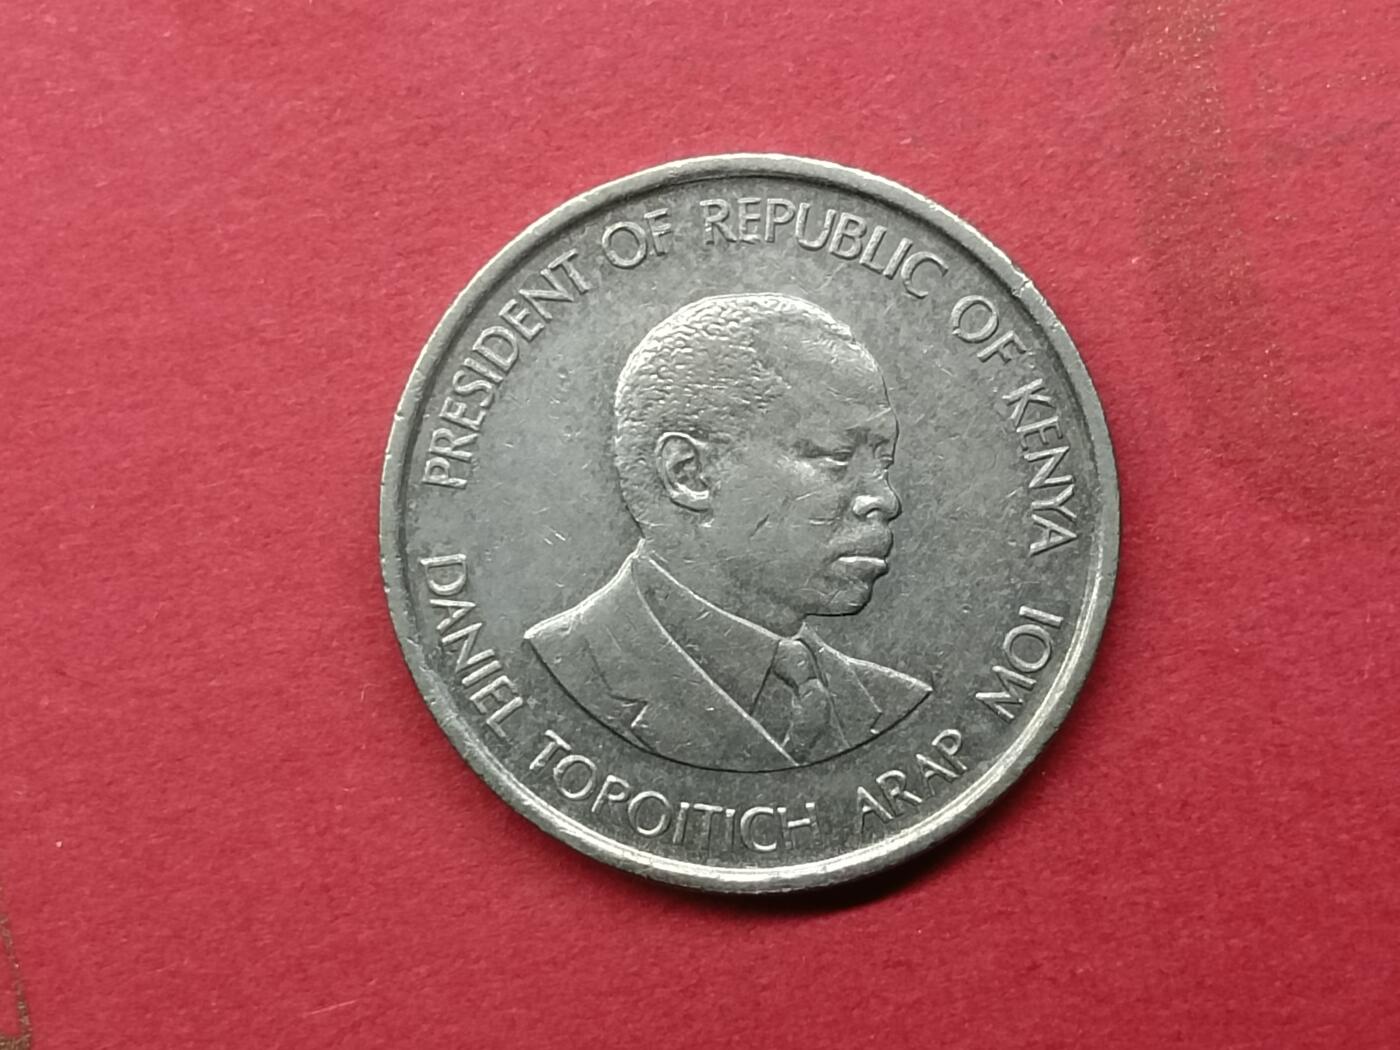 PRESIDENT OF REPUBLIC OF KENYA
DANIEL TOROITICH ARAP MOI